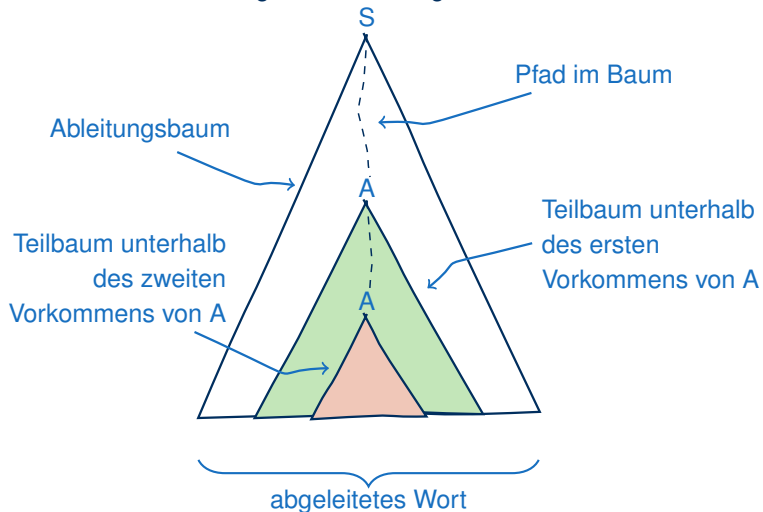 S
Pfad im Baum
Ableitungsbaum
A
Teilbaum unterhalb
des ersten
Vorkommens von A
Teilbaum unterhalb
des zweiten
Vorkommens von A
A
abgeleitetes Wort